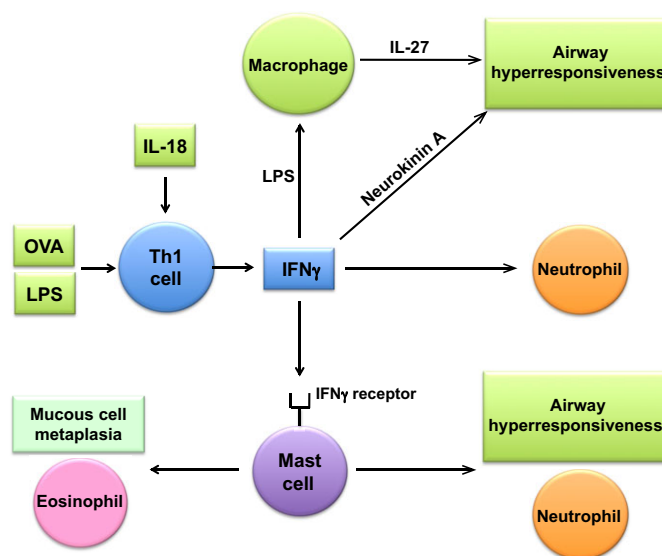 Macrophage
IL-27
Airway
hyperresponsiveness
IL-18
LPS
Neurokinin A
OVA
LPS
Th1
cell
IFNγ
Neutrophil
IFNγ receptor
Mucous cell
metaplasia
Eosinophil
Mast
cell
Airway
hyperresponsiveness
Neutrophil